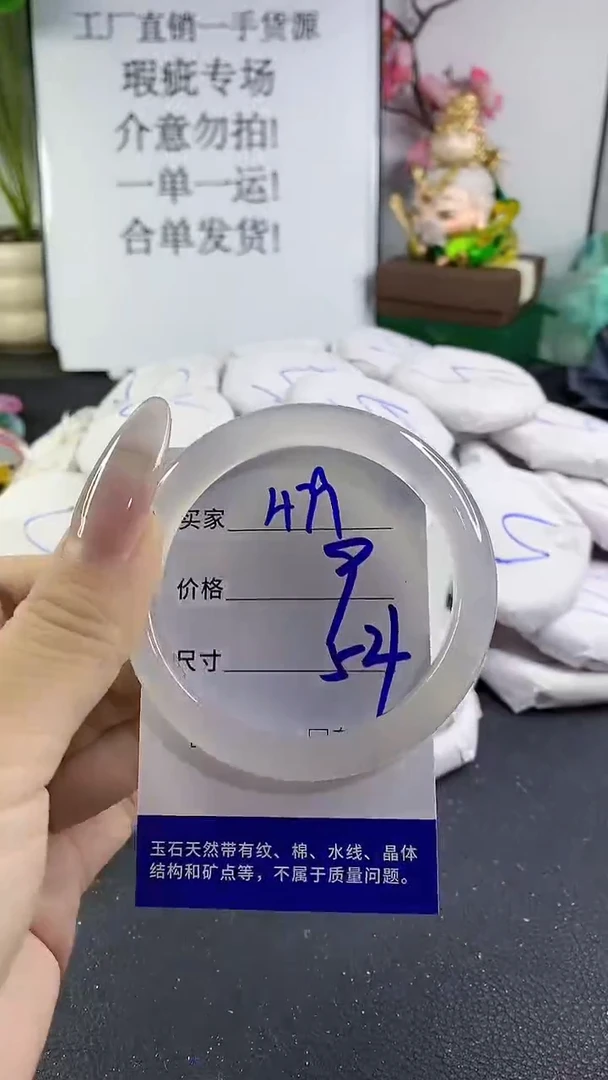 工厂直销一手货源
瑕疵专场
介意勿拍!
一单一运!
合单发货!
买家
价格
尺寸 54
玉石天然带有纹、棉、水线、晶体
结构和矿点等，不属于质量问题。